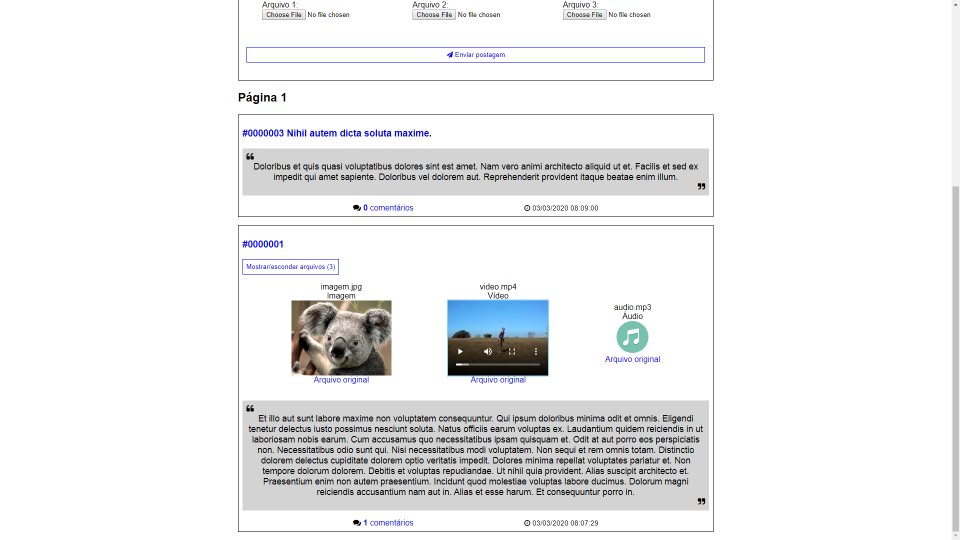 Arquivo 1:
Arquivo 2:
Arquivo 3:
Choose File No file chosen
Choose File No file chosen
Choose File No file chosen
Enviar postagem
Página 1
#0000003 Nihil autem dicta soluta maxime.
Doloribus et quis quasi voluptatibus dolores sint est amet. Nam vero animi architecto aliquid ut et. Facilis et sed ex
impedit qui amet sapiente. Doloribus vel dolorem aut. Reprehenderit provident itaque beatae enim illum.
0 comentários
03/03/2020 08:09:00
#0000001
Mostrar/esconder arquivos (3)
imagem.jpg
Imagem
Arquivo original
video.mp4
Vídeo
Arquivo original
audio.mp3
Áudio
Arquivo original
Et illo aut sunt labore maxime non voluptatem consequuntur. Qui ipsum doloribus minima odit et omnis. Eligendi
tenetur delectus iusto possimus nesciunt soluta. Natus officiis earum voluptas ex. Laudantium quidem reiciendis in ut
laboriosam nobis earum. Cum accusamus quo necessitatibus ipsam quisquam et. Odit at aut porro eos perspiciatis
non. Necessitatibus odio sunt qui. Nisi necessitatibus modi voluptatem. Non sequi et rem omnis totam. Distinctio
dolorem delectus cupiditate dolorem optio veritatis impedit. Dolores minima repellat voluptates pariatur et. Non
tempore dolorum dolorem. Debitis et voluptas repudiandae. Ut nihil quia provident. Alias suscipit architecto et.
Praesentium enim non autem praesentium. Incidunt quod molestiae voluptas labore ducimus. Dolorum magni
reiciendis accusantium nam aut in. Alias et esse harum. Et consequuntur porro in.
1 comentários
03/03/2020 08:07:29